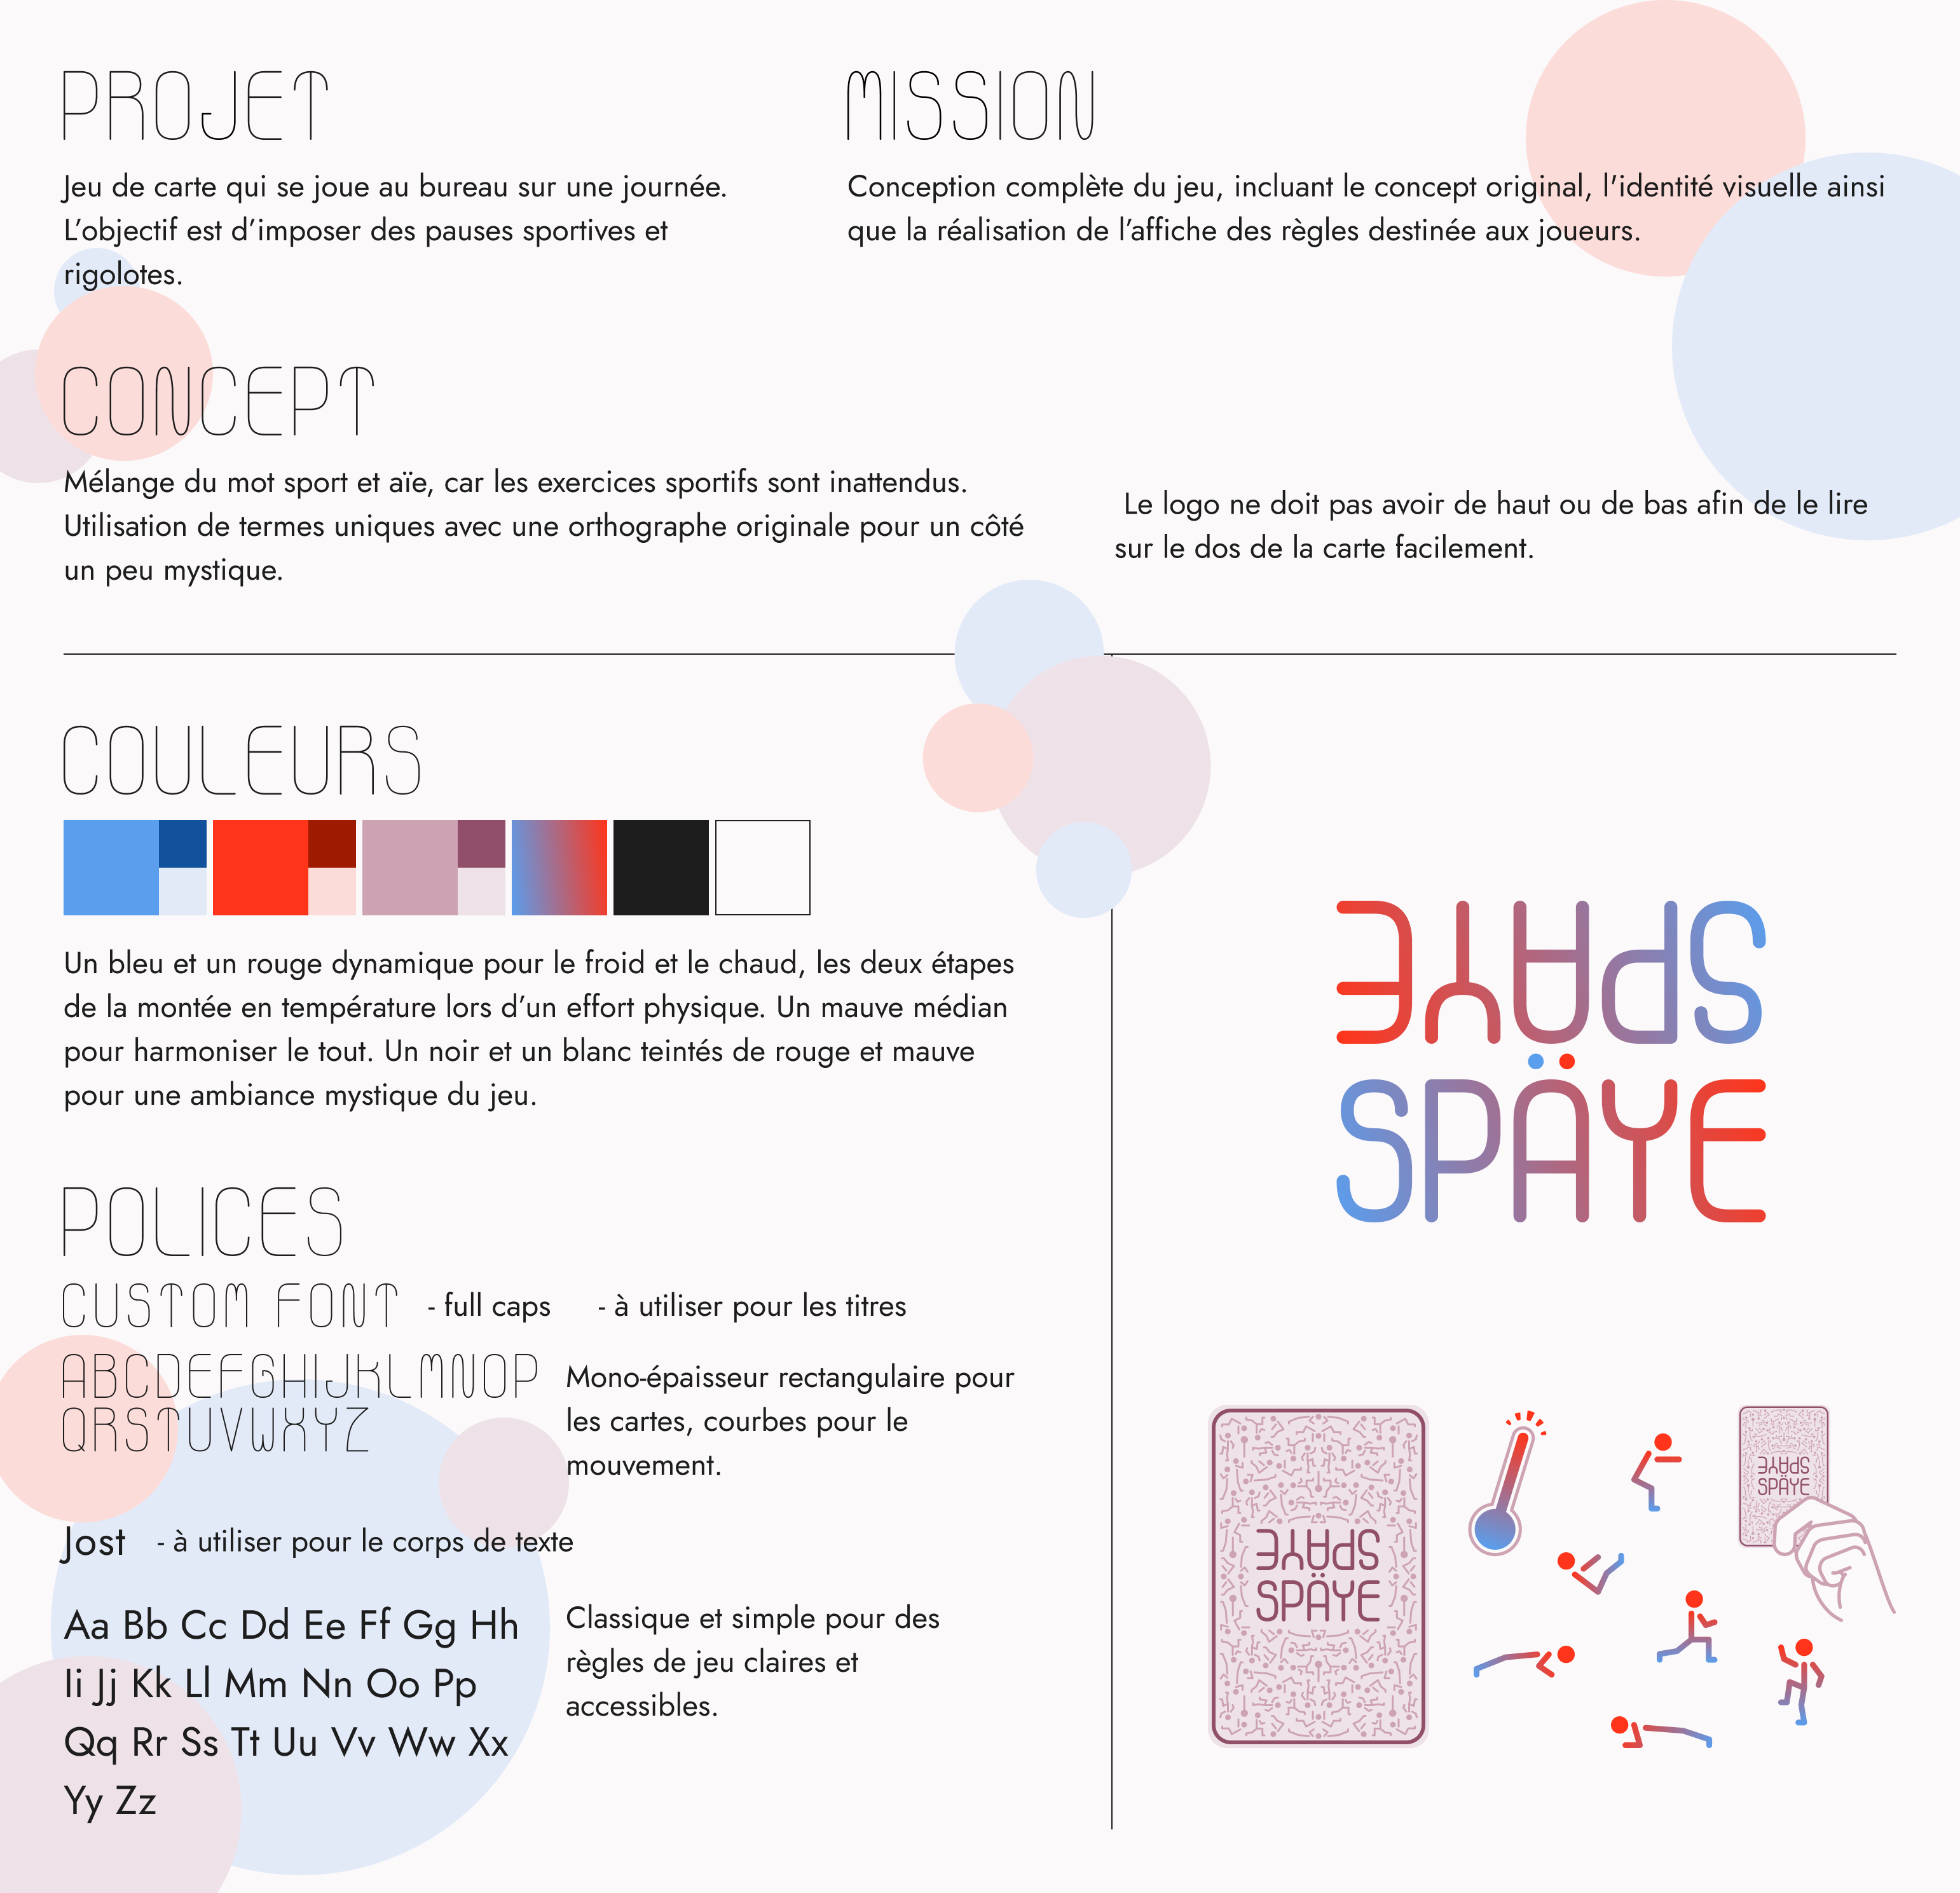 PROJET
Jeu de carte qui se joue au bureau sur une journée.
L’objectif est d’imposer des pauses sportives et
rigolotes.
MISSION
Conception complète du jeu, incluant le concept original, l'identité visuelle ainsi
que la réalisation de l’affiche des règles destinée aux joueurs.
CONCEPT
Mélange du mot sport et aïe, car les exercices sportifs sont inattendus.
Utilisation de termes uniques avec une orthographe originale pour un côté
un peu mystique.
Le logo ne doit pas avoir de haut ou de bas afin de le lire
sur le dos de la carte facilement.
COULEURS
Un bleu et un rouge dynamique pour le froid et le chaud, les deux étapes
de la montée en température lors d’un effort physique. Un mauve médian
pour harmoniser le tout. Un noir et un blanc teintés de rouge et mauve
pour une ambiance mystique du jeu.
POLICES
CUSTOM FONT - full caps - à utiliser pour les titres
ABCDEFGHIJKLMNOP
QRSTUVWXYZ
Mono-épaisseur rectangulaire pour
les cartes, courbes pour le
mouvement.
Jost - à utiliser pour le corps de texte
Aa Bb Cc Dd Ee Ff Gg Hh
Ii Jj Kk Ll Mm Nn Oo Pp
Qq Rr Ss Tt Uu Vv Ww Xx
Yy Zz
Classique et simple pour des
règles de jeu claires et
accessibles.
SPÄYE
SPÄYE
SPÄYE
SPÄYE
SPÄYE
SPÄYE